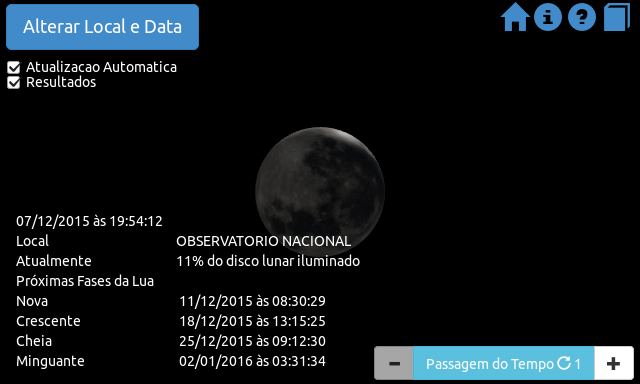 Alterar Local e Data
Atualizacao Automatica
Resultados
07/12/2015 às 19:54:12
Local OBSERVATORIO NACIONAL
Atualmente 11% do disco lunar iluminado
Próximas Fases da Lua
Nova 11/12/2015 às 08:30:29
Crescente 18/12/2015 às 13:15:25
Cheia 25/12/2015 às 09:12:30
Minguante 02/01/2016 às 03:31:34
Passagem do Tempo 1